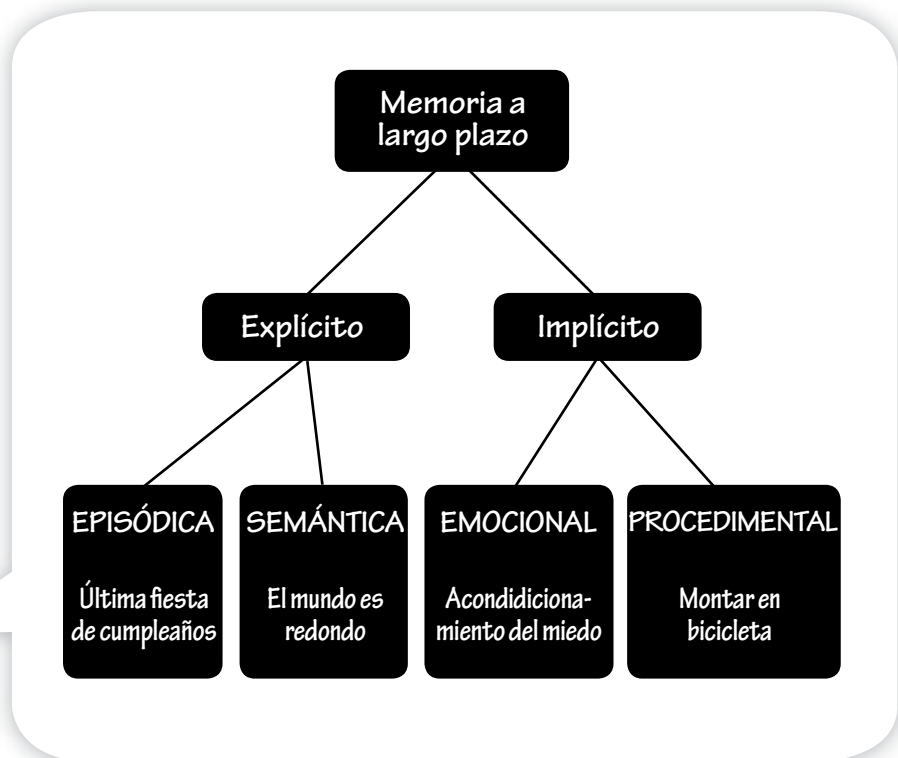 Memoria a
largo plazo
Explícito
Implícito
EPISÓDICA
Última fiesta
de cumpleaños
SEMÁNTICA
El mundo es
redondo
EMOCIONAL
Acondidiciona-
miento del miedo
PROCEDIMENTAL
Montar en
bicicleta